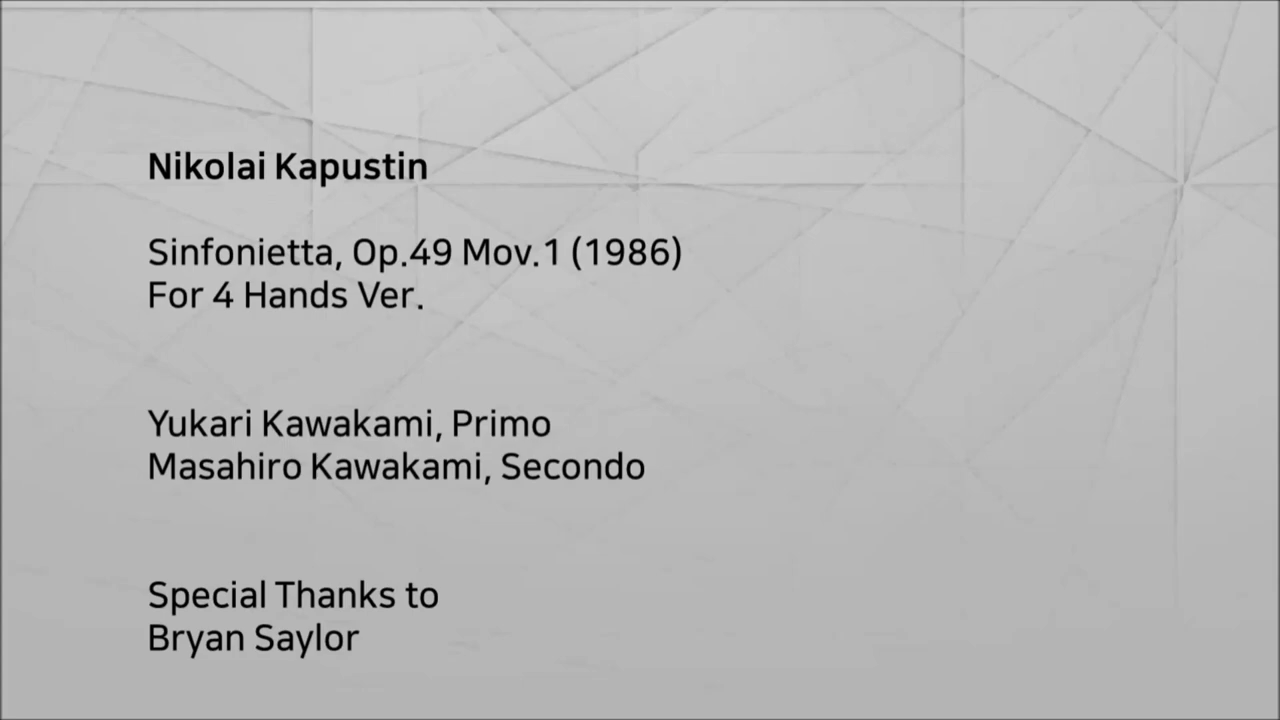 Nikolai Kapustin
Sinfonietta, Op.49 Mov.1 (1986)
For 4 Hands Ver.
Yukari Kawakami, Primo
Masahiro Kawakami, Secondo
Special Thanks to
Bryan Saylor